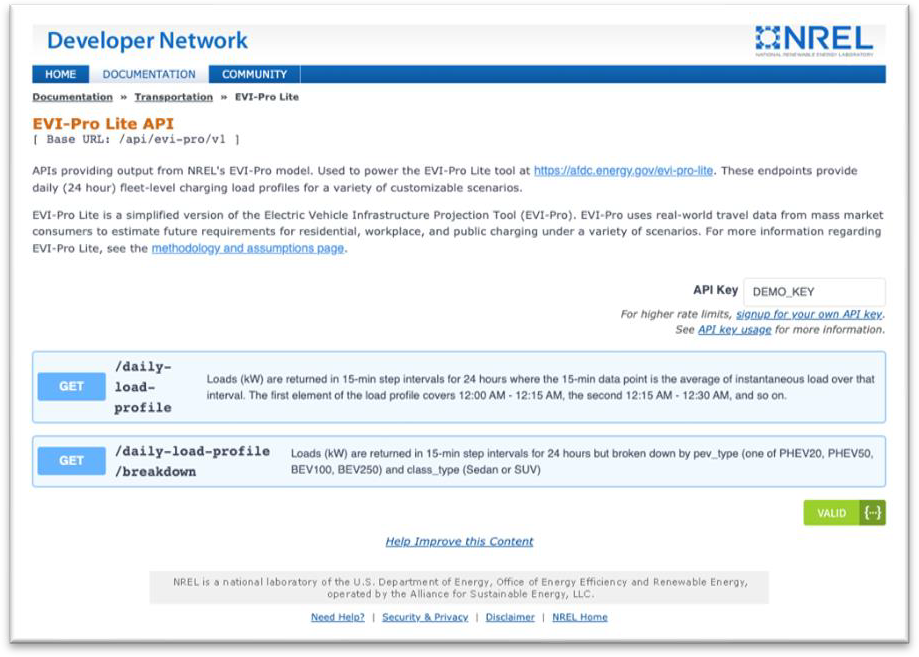 Developer Network
NREL
NATIONAL RENEWABLE ENERGY LABORATORY
HOME DOCUMENTATION COMMUNITY
Documentation » Transportation » EVI-Pro Lite
EVI-Pro Lite API
[ Base URL: /api/evi-pro/v1 ]
APIs providing output from NREL's EVI-Pro model. Used to power the EVI-Pro Lite tool at https://afdc.energy.gov/evi-pro-lite. These endpoints provide
daily (24 hour) fleet-level charging load profiles for a variety of customizable scenarios.
EVI-Pro Lite is a simplified version of the Electric Vehicle Infrastructure Projection Tool (EVI-Pro). EVI-Pro uses real-world travel data from mass market
consumers to estimate future requirements for residential, workplace, and public charging under a variety of scenarios. For more information regarding
EVI-Pro Lite, see the methodology and assumptions page.
API Key DEMO_KEY
For higher rate limits, signup for your own API key.
See API key usage for more information.
GET
/daily-
load-
profile
Loads (kW) are returned in 15-min step intervals for 24 hours where the 15-min data point is the average of instantaneous load over that
interval. The first element of the load profile covers 12:00 AM - 12:15 AM, the second 12:15 AM - 12:30 AM, and so on.
GET
/daily-load-profile
/breakdown
Loads (kW) are returned in 15-min step intervals for 24 hours but broken down by pev_type (one of PHEV20, PHEV50,
BEV100, BEV250) and class_type (Sedan or SUV)
VALID {···}
Help Improve this Content
NREL is a national laboratory of the U.S. Department of Energy, Office of Energy Efficiency and Renewable Energy,
operated by the Alliance for Sustainable Energy, LLC.
Need Help? | Security & Privacy | Disclaimer | NREL Home